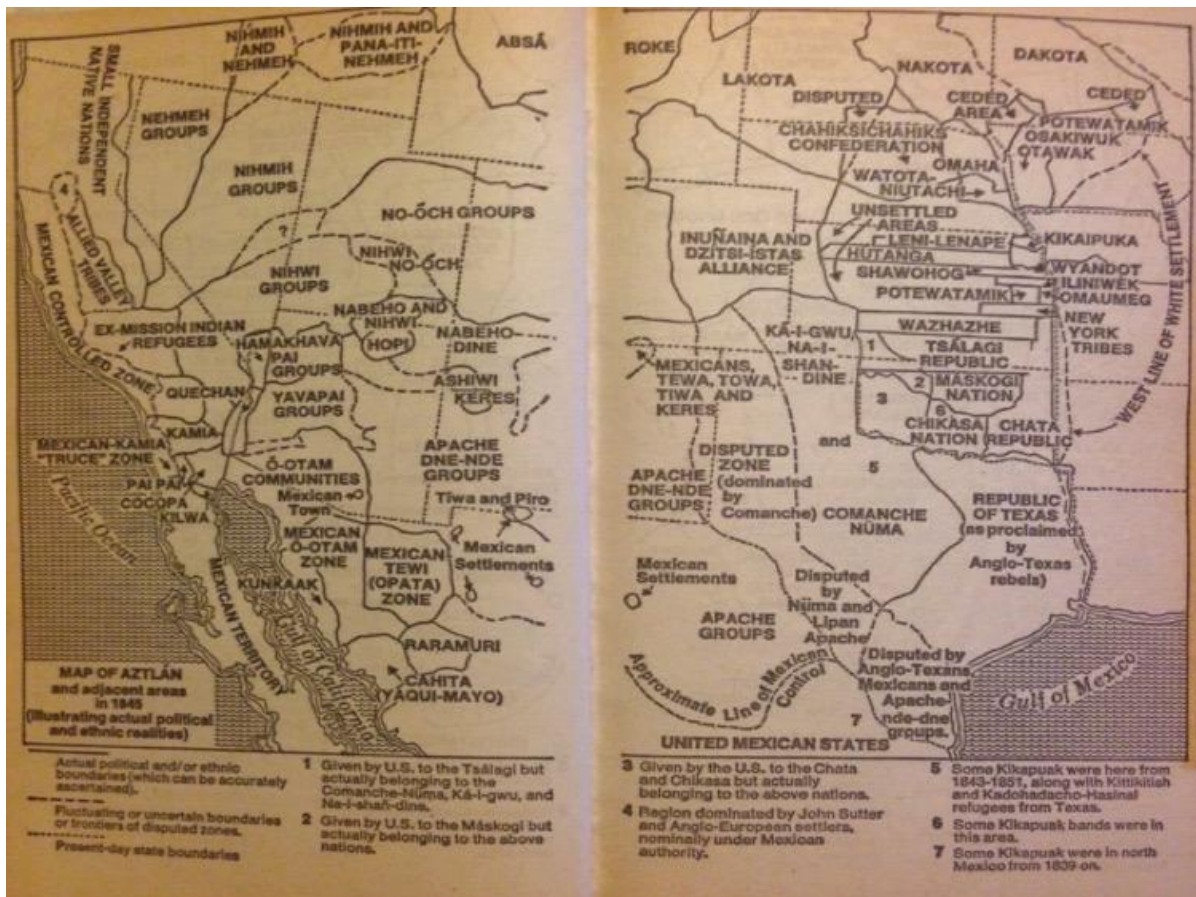 NIHMIH
AND
NEHMEH
NIHMIH AND
PANA-ITI-
NEHMEH
ABSÁ
SMALL INDEPENDENT
NATIVE NATIONS
NEHMEH
GROUPS
NIHMIH
GROUPS
4
ALLIED VALLEY
TRIBES
MEXICAN CONTROLLED ZONE
NO-ŎCH GROUPS
?
NIHWI
GROUPS
NIHWI
NO-ŎCH
NABEHO AND
NIHWI
HOPI
NABEHO-
DINE
EX-MISSION INDIAN
REFUGEES
HAMAKHAVA
PAI
GROUPS
ASHIWI
KERES
QUECHAN
YAVAPAI
GROUPS
KAMIA
MEXICAN-KAMIA
"TRUCE" ZONE
PAI PAI
COCOPA
KILWA
Ŏ-OTAM
COMMUNITIES
Mexican
Town
APACHE
DNE-NDE
GROUPS
Tiwa and Piro
Pacific Ocean
MEXICAN
Ŏ-OTAM
ZONE
MEXICAN
TEWI
(OPATA)
ZONE
Mexican
Settlements
KUNKAAK
MEXICAN TERRITORY
Gulf of California
RARAMURI
CAHITA
(YAQUI-MAYO)
MAP OF AZTLÁN
and adjacent areas
in 1845
(illustrating actual political
and ethnic realities)
Actual political and/or ethnic
boundaries (which can be accurately
ascertained).
Fluctuating or uncertain boundaries
or frontiers of disputed zones.
Present-day state boundaries
1 Given by U.S. to the Tsálagi but
actually belonging to the
Comanche-Nüma, Ká-i-gwu, and
Na-i-shañ-dine.
2 Given by U.S. to the Máskogi but
actually belonging to the above
nations.
ROKE
LAKOTA
NAKOTA
DAKOTA
DISPUTED
CEDED
AREA
CEDED
CHAHIKSICHAHIKS
CONFEDERATION
POTEWATAMIK
OSAKIWUK
OTAWAK
OMAHA
WATOTA-
NIUTACHI
UNSETTLED
AREAS
INUÑAINA AND
DZÍTSI-ÍSTAS
ALLIANCE
LENI-LENAPE
HUTANGA
SHAWOHOG
POTEWATAMIK
KIKAIPUKA
WYANDOT
ILINIWEK
OMAUMEG
NEW
YORK
TRIBES
WEST LINE OF WHITE SETTLEMENT
WAZHAZHE
KÁ-I-GWU,
NA-I-
SHAN-
DINE
1
TSÁLAGI
REPUBLIC
MEXICANS,
TEWA, TOWA,
TIWA AND
KERES
2
MASKOGI
NATION
3
6
CHIKASA
NATION
CHATA
REPUBLIC
and
5
DISPUTED
ZONE
(dominated
by
Comanche)
APACHE
DNE-NDE
GROUPS
COMANCHE
NÜMA
REPUBLIC
OF TEXAS
(as proclaimed
by
Anglo-Texas
rebels)
Mexican
Settlements
APACHE
GROUPS
Disputed
by
Nüma and
Lipan
Apache
Approximate Line of Mexican
Control
Disputed by
Anglo-Texans,
Mexicans and
Apache-
nde-dne
groups.
7
Gulf of Mexico
UNITED MEXICAN STATES
3 Given by the U.S. to the Chata
and Chikasa but actually
belonging to the above nations.
4 Region dominated by John Sutter
and Anglo-European settlers,
nominally under Mexican
authority.
5 Some Kikapuak were here from
1843-1851, along with Kittikitish
and Kadohadacho-Hasinai
refugees from Texas.
6 Some Kikapuak bands were in
this area.
7 Some Kikapuak were in north
Mexico from 1839 on.